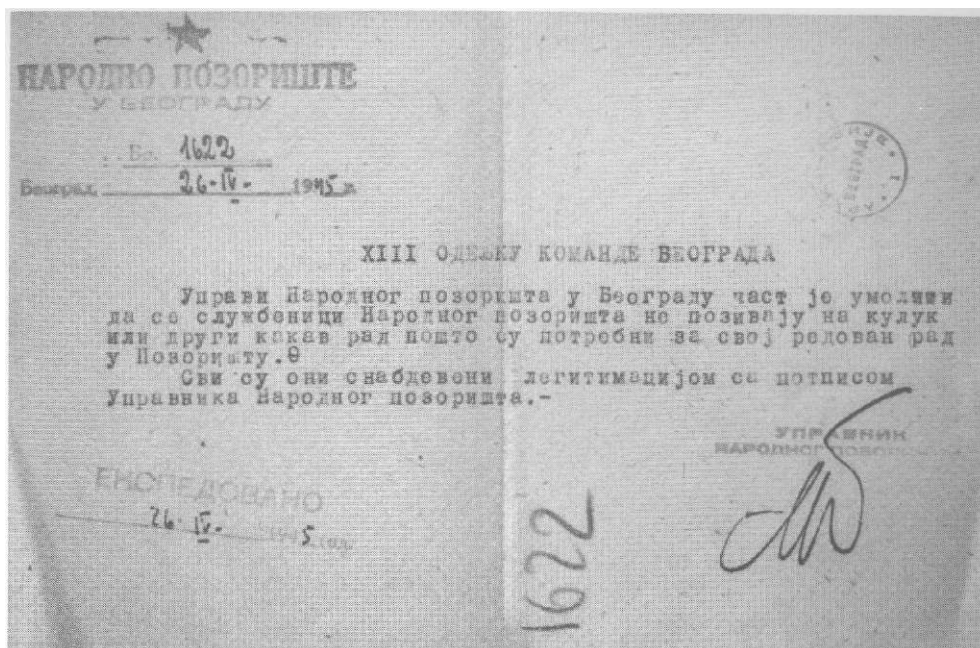 НАРОДНО ПОЗОРИШТЕ
У БЕОГРАДУ
Бр. 1622
Београд, 26-IV- 1945 г.
XIII ОДЕЉКУ КОМАНДЕ БЕОГРАДА
Управи Народног позоришта у Београду част је умолити
да се службеници Народног позоришта не позивају на кулук
или други какав рад пошто су потребни за свој редован рад
у Позоришту.
Сви су они снабдевени легитимацијом са потписом
Управника Народног позоришта.-
УПРАВНИК
НАРОДНОГ
ЕКСПЕДОВАНО
26-IV- 5
1622